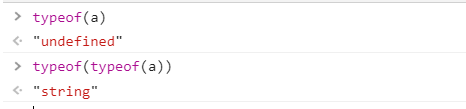 > typeof(a)
<· "undefined"
> typeof(typeof(a))
<· "string"